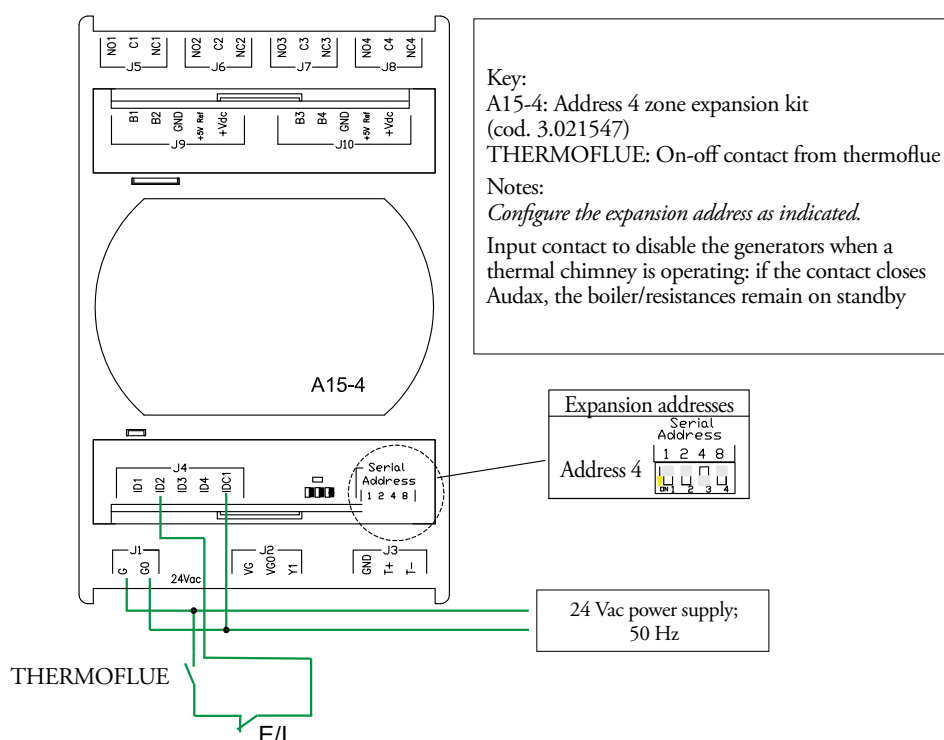 NO1 C1 NC1 NO2 C2 NC2 NO3 C3 NC3 NO4 C4 NC4
J5 J6 J7 J8
B1 B2 GND +5V Ref +Vdc B3 B4 GND +5V Ref +Vdc
J9 J10
A15-4
J4
ID1 ID2 ID3 ID4 IDC1
Serial
Address
1 2 4 8
J1 J2 J3
G G0 24Vac VG VG0 Y1 GND T+ T-
THERMOFLUE
E/I
Key:
A15-4: Address 4 zone expansion kit
(cod. 3.021547)
THERMOFLUE: On-off contact from thermoflue
Notes:
Configure the expansion address as indicated.
Input contact to disable the generators when a
thermal chimney is operating: if the contact closes
Audax, the boiler/resistances remain on standby
Expansion addresses
Serial
Address
1 2 4 8
Address 4
ON 1 2 3 4
24 Vac power supply;
50 Hz